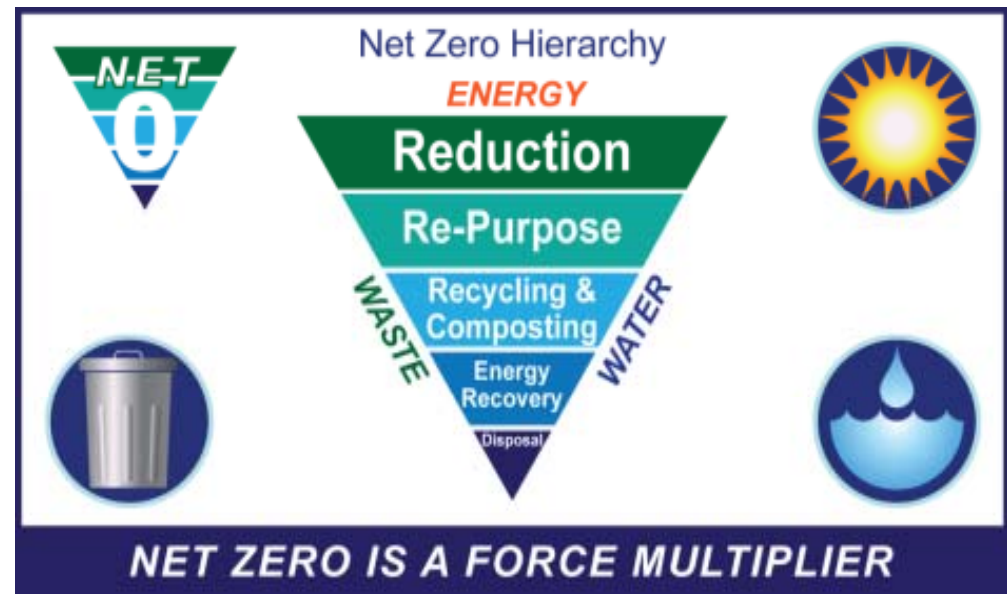 NET
0
Net Zero Hierarchy
ENERGY
Reduction
Re-Purpose
Recycling &
Composting
Energy
Recovery
Disposal
WASTE
WATER
NET ZERO IS A FORCE MULTIPLIER